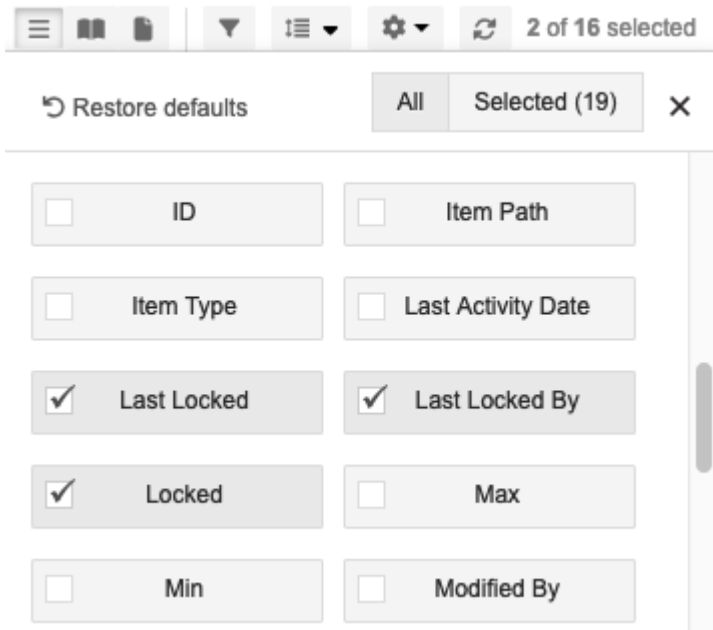 2 of 16 selected
Restore defaults All Selected (19)
ID Item Path
Item Type Last Activity Date
Last Locked Last Locked By
Locked Max
Min Modified By